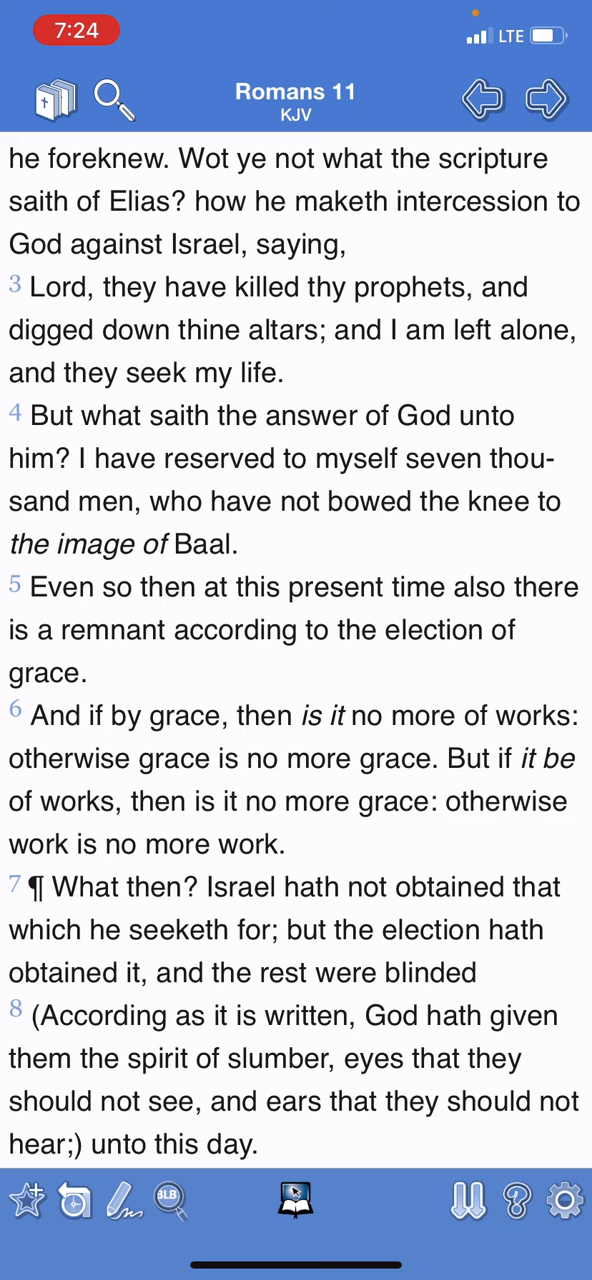 7:24
LTE
Romans 11
KJV
he foreknew. Wot ye not what the scripture
saith of Elias? how he maketh intercession to
God against Israel, saying,
3 Lord, they have killed thy prophets, and
digged down thine altars; and I am left alone,
and they seek my life.
4 But what saith the answer of God unto
him? I have reserved to myself seven thou-
sand men, who have not bowed the knee to
the image of Baal.
5 Even so then at this present time also there
is a remnant according to the election of
grace.
6 And if by grace, then is it no more of works:
otherwise grace is no more grace. But if it be
of works, then is it no more grace: otherwise
work is no more work.
7 ¶ What then? Israel hath not obtained that
which he seeketh for; but the election hath
obtained it, and the rest were blinded
8 (According as it is written, God hath given
them the spirit of slumber, eyes that they
should not see, and ears that they should not
hear;) unto this day.
BLB